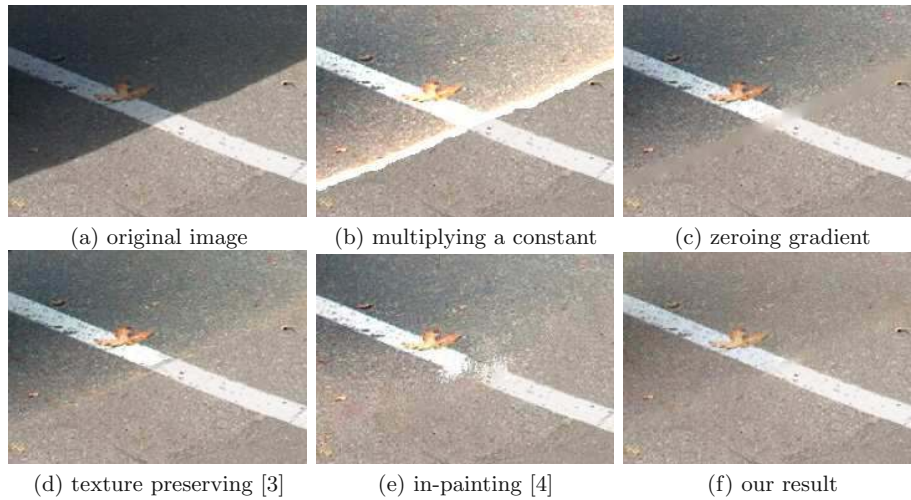 (a) original image
(b) multiplying a constant
(c) zeroing gradient
(d) texture preserving [3]
(e) in-painting [4]
(f) our result